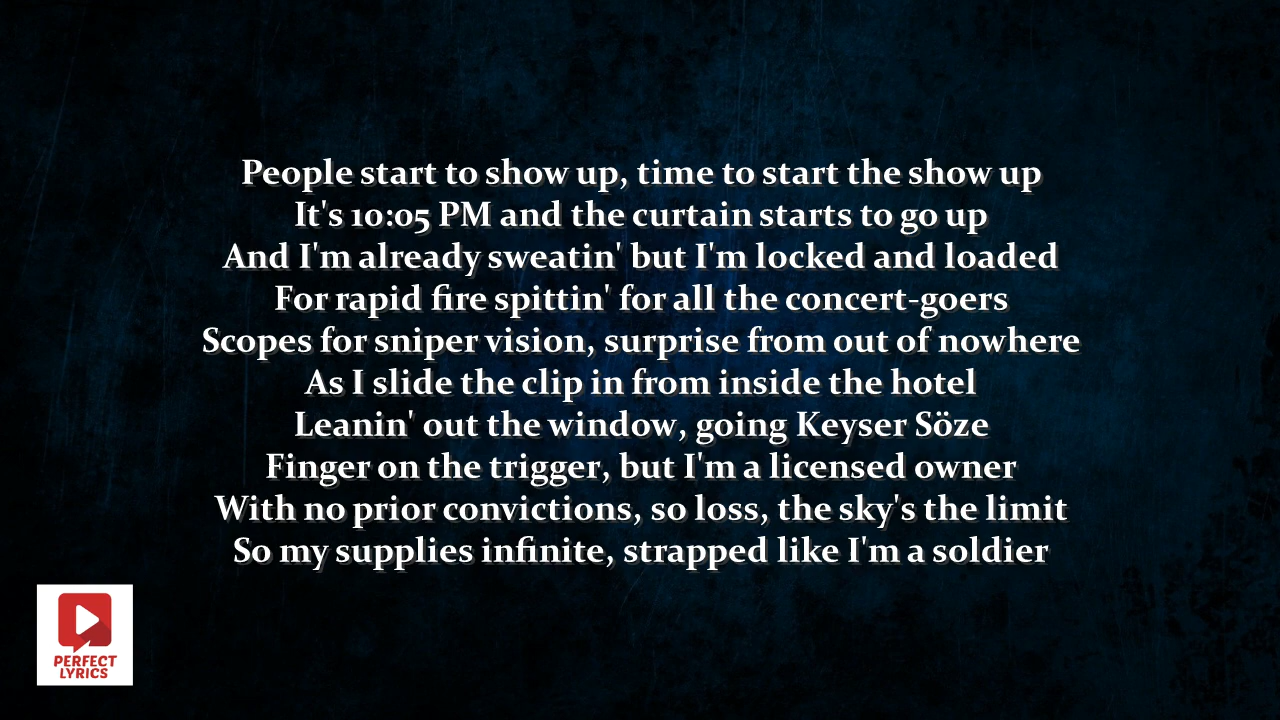 People start to show up, time to start the show up
It's 10:05 PM and the curtain starts to go up
And I'm already sweatin' but I'm locked and loaded
For rapid fire spittin' for all the concert-goers
Scopes for sniper vision, surprise from out of nowhere
As I slide the clip in from inside the hotel
Leanin' out the window, going Keyser Söze
Finger on the trigger, but I'm a licensed owner
With no prior convictions, so loss, the sky's the limit
So my supplies infinite, strapped like I'm a soldier
PERFECT
LYRICS